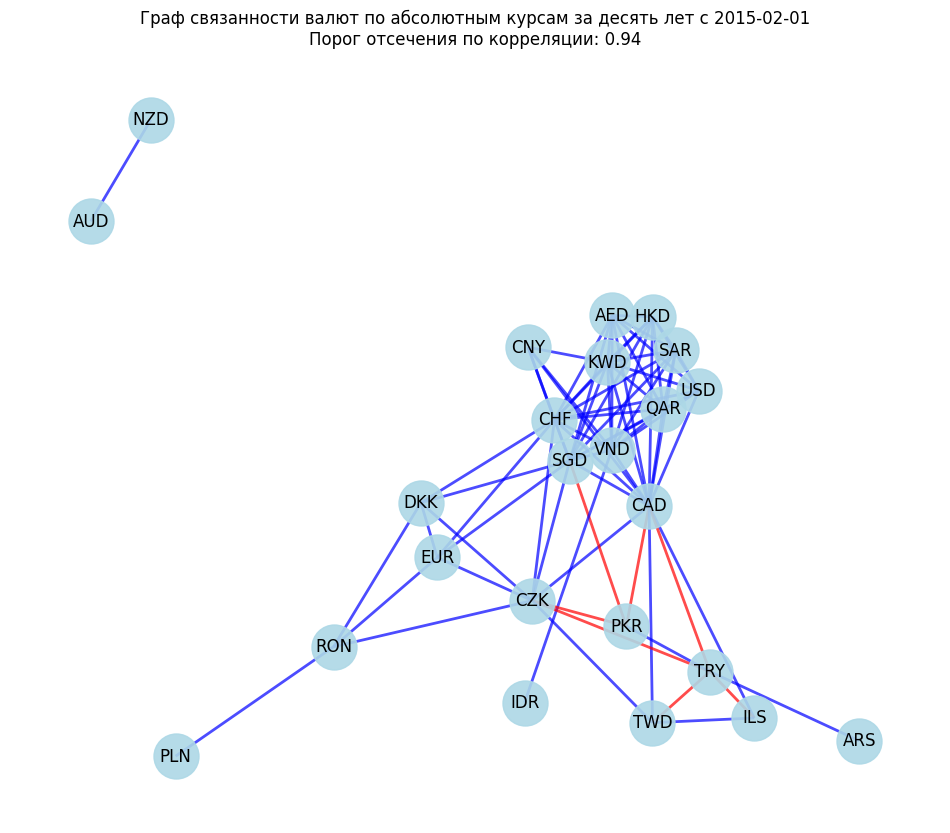 Граф связанности валют по абсолютным курсам за десять лет с 2015-02-01
Порог отсечения по корреляции: 0.94
NZD
AUD
AED
HKD
CNY
SAR
KWD
USD
QAR
CHF
VND
SGD
DKK
CAD
EUR
CZK
PKR
RON
TRY
IDR
TWD
ILS
ARS
PLN